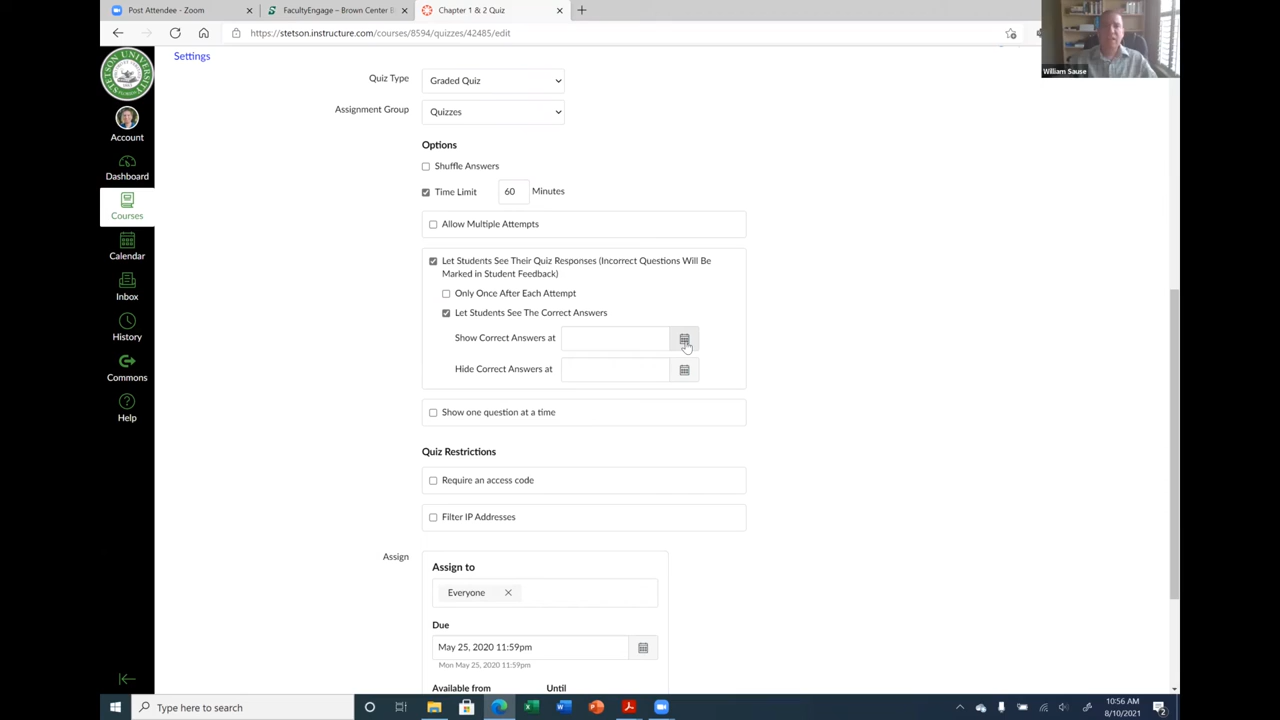 Post Attendee - Zoom
FacultyEngage – Brown Center
Chapter 1 & 2 Quiz
https://stetson.instructure.com/courses/8594/quizzes/42485/edit
William Sause
STETSON UNIVERSITY
Settings
Quiz Type
Graded Quiz
Assignment Group
Quizzes
Account
Dashboard
Courses
Calendar
Inbox
History
Commons
Help
Options
Shuffle Answers
Time Limit 60 Minutes
Allow Multiple Attempts
Let Students See Their Quiz Responses (Incorrect Questions Will Be
Marked in Student Feedback)
Only Once After Each Attempt
Let Students See The Correct Answers
Show Correct Answers at
Hide Correct Answers at
Show one question at a time
Quiz Restrictions
Require an access code
Filter IP Addresses
Assign
Assign to
Everyone
Due
May 25, 2020 11:59pm
Mon May 25, 2020 11:59pm
Available from Until
Type here to search
10:56 AM
8/10/2021
2